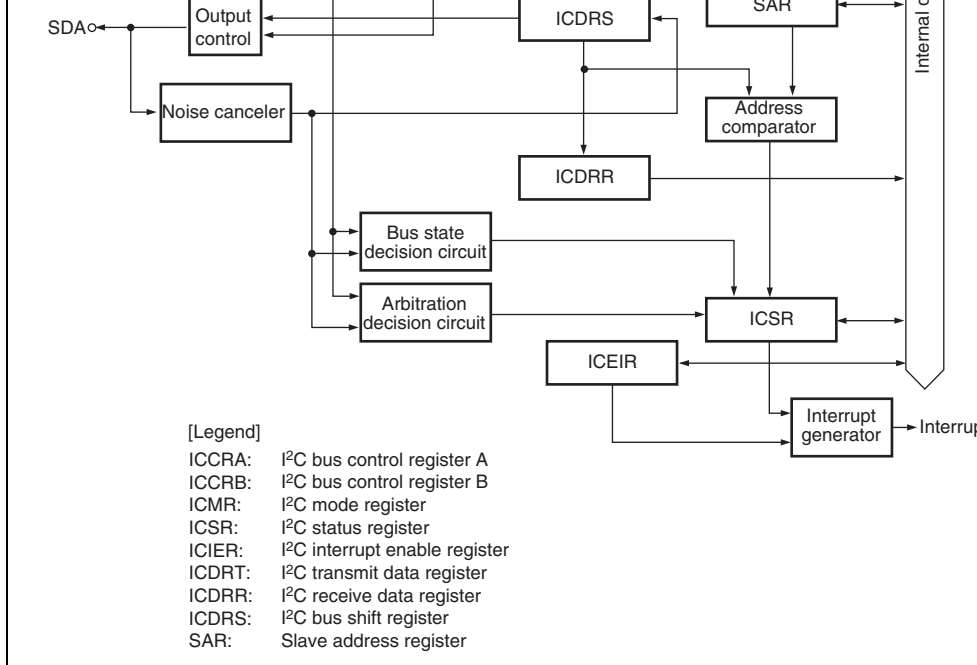 SAR
Output
control
ICDRS
SDA
Internal d
Noise canceler
Address
comparator
ICDRR
Bus state
decision circuit
Arbitration
decision circuit
ICSR
ICEIR
Interrupt
generator
Interrup
[Legend]
ICCRA: I²C bus control register A
ICCRB: I²C bus control register B
ICMR: I²C mode register
ICSR: I²C status register
ICIER: I²C interrupt enable register
ICDRT: I²C transmit data register
ICDRR: I²C receive data register
ICDRS: I²C bus shift register
SAR: Slave address register